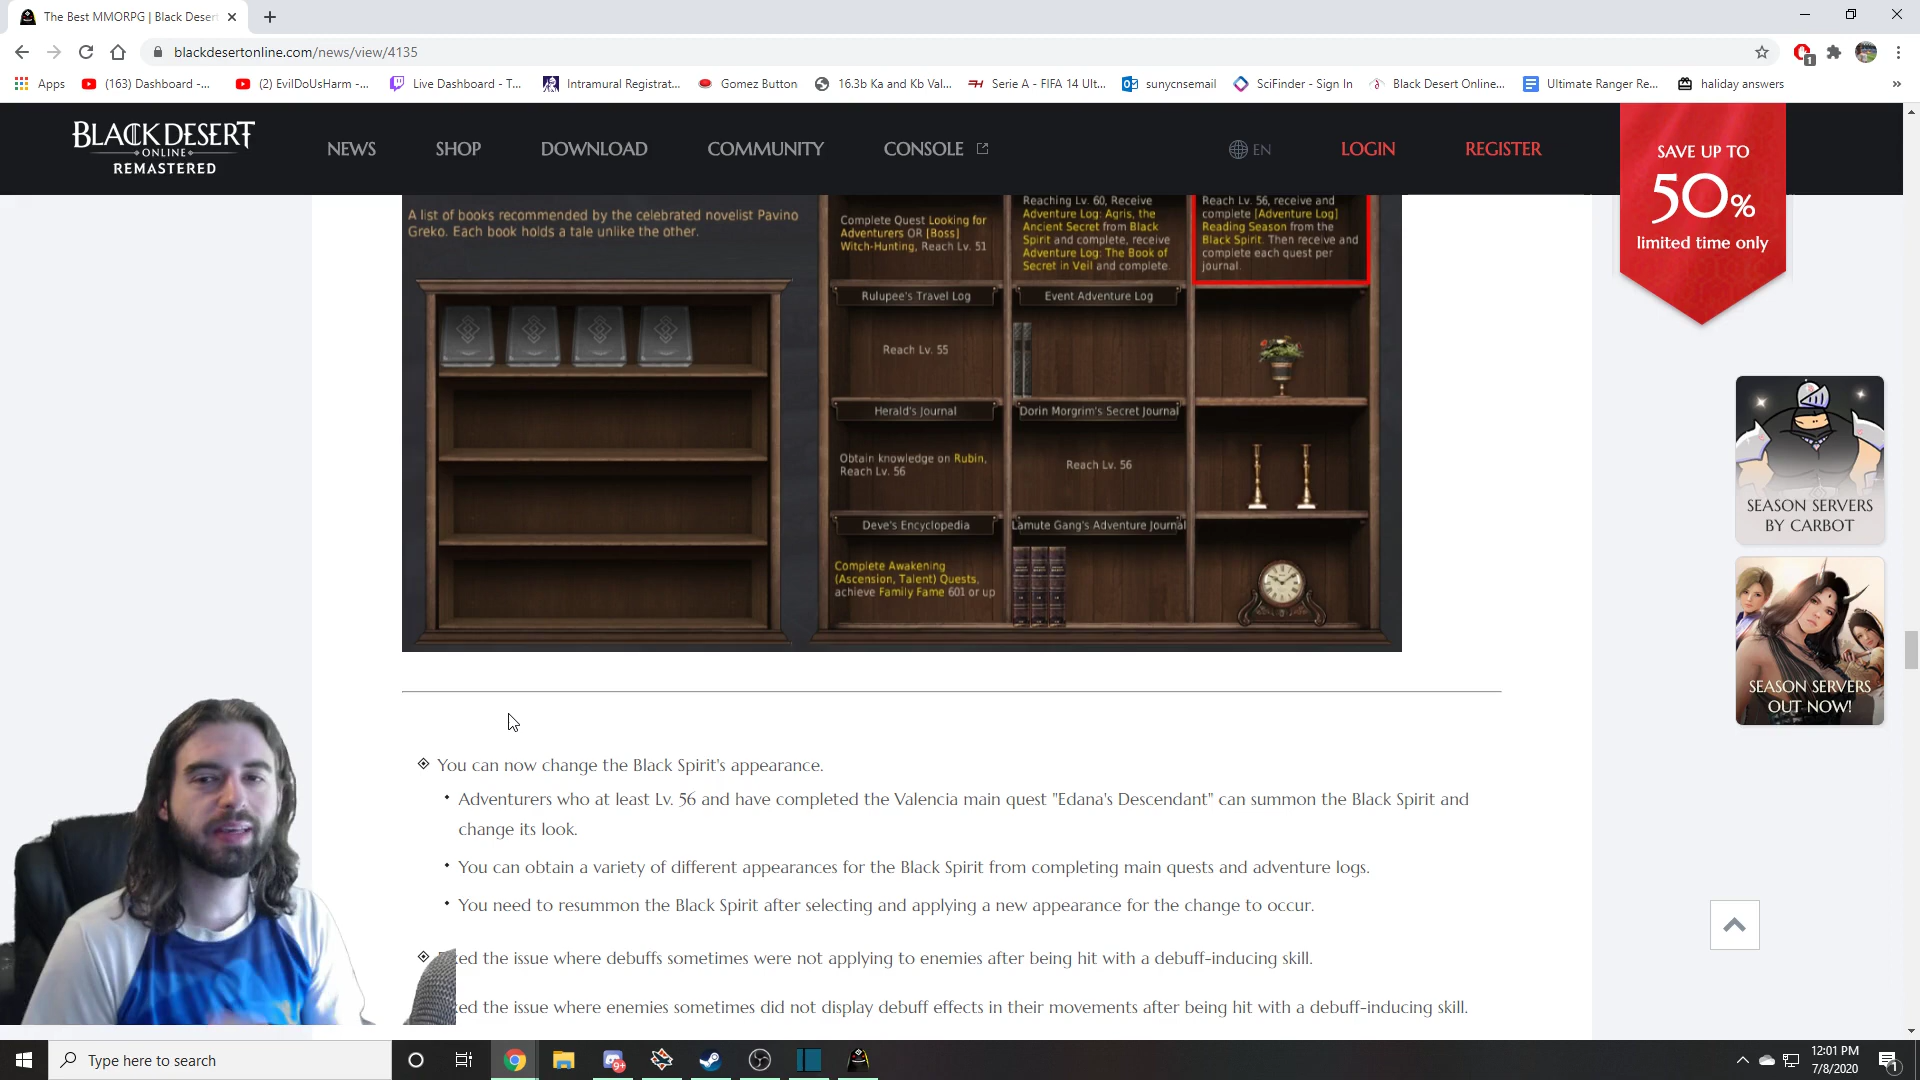 The Best MMORPG | Black Desert
blackdesertonline.com/news/view/4135
1
Apps
(163) Dashboard -...
(2) EvilDoUsHarm -...
Live Dashboard - T...
Intramural Registrat...
Gomez Button
16.3b Ka and Kb Val...
Serie A - FIFA 14 Ult...
sunycnsemail
SciFinder - Sign In
Black Desert Online...
Ultimate Ranger Re...
haliday answers
»
BLACK DESERT
ONLINE
REMASTERED
NEWS
SHOP
DOWNLOAD
COMMUNITY
CONSOLE
EN
LOGIN
REGISTER
SAVE UP TO
50%
limited time only
A list of books recommended by the celebrated novelist Pavino
Greko. Each book holds a tale unlike the other.
Complete Quest Looking for
Adventurers OR [Boss]
Witch-Hunting, Reach Lv. 51
Reaching Lv. 60, Receive
Adventure Log: Agris, the
Ancient Secret from Black
Spirit and complete, receive
Adventure Log: The Book of
Secret in Veil and complete.
Reach Lv. 56, receive and
complete [Adventure Log]
Reading Season from the
Black Spirit. Then receive and
complete each quest per
journal.
Rulupee's Travel Log
Event Adventure Log
Reach Lv. 55
Herald's Journal
Dorin Morgrim's Secret Journal
Obtain knowledge on Rubin,
Reach Lv. 56
Reach Lv. 56
Deve's Encyclopedia
Lamute Gang's Adventure Journal
Complete Awakening
(Ascension, Talent) Quests,
achieve Family Fame 601 or up
SEASON SERVERS
BY CARBOT
SEASON SERVERS
OUT NOW!
You can now change the Black Spirit's appearance.
Adventurers who at least Lv. 56 and have completed the Valencia main quest "Edana's Descendant" can summon the Black Spirit and
change its look.
You can obtain a variety of different appearances for the Black Spirit from completing main quests and adventure logs.
You need to resummon the Black Spirit after selecting and applying a new appearance for the change to occur.
ed the issue where debuffs sometimes were not applying to enemies after being hit with a debuff-inducing skill.
ed the issue where enemies sometimes did not display debuff effects in their movements after being hit with a debuff-inducing skill.
Type here to search
9+
12:01 PM
7/8/2020
1